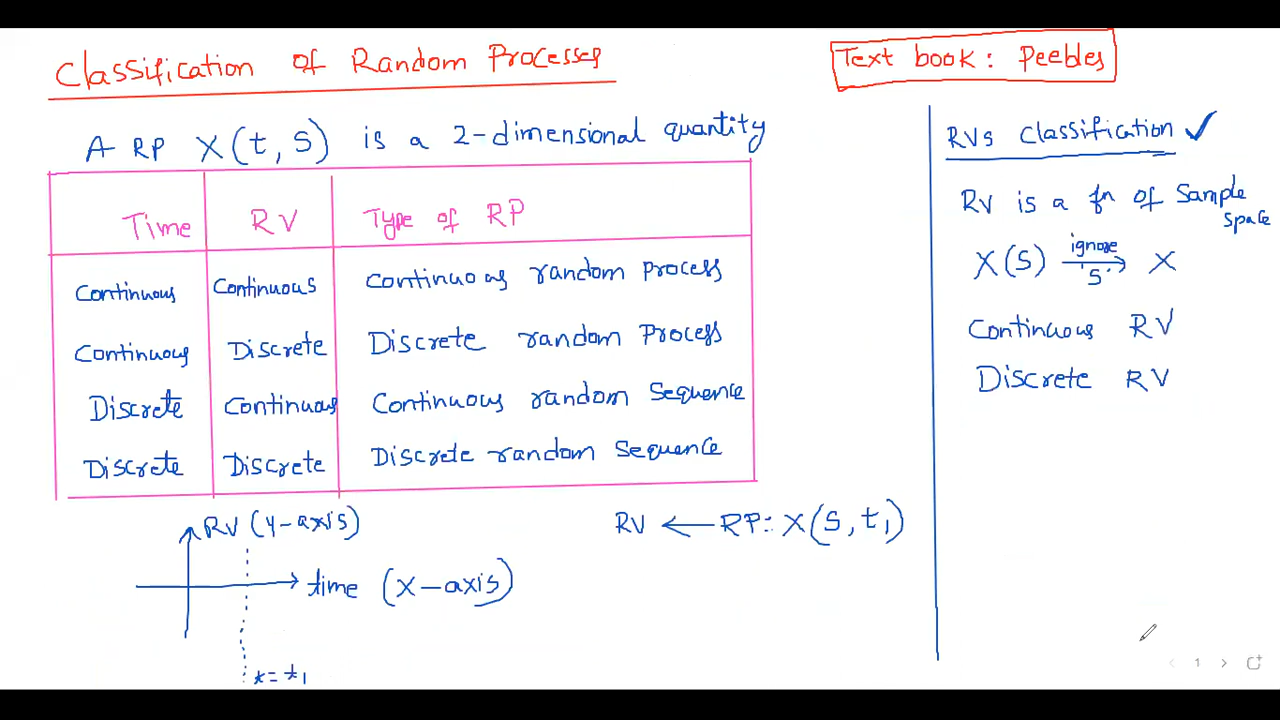 Classification of Random Processes
Text book: Peebles
A RP X(t, S) is a 2-dimensional quantity
Time RV Type of RP
Continuous Continuous Continuous random Process
Continuous Discrete Discrete random Process
Discrete Continuous Continuous random Sequence
Discrete Discrete Discrete random Sequence
RV (Y-axis)
time (X-axis)
t = t1
RV ← RP: X(S, t1)
RVs Classification ✓
RV is a fn of Sample
Space
X(S) ignore 'S' → X
Continuous RV
Discrete RV
1